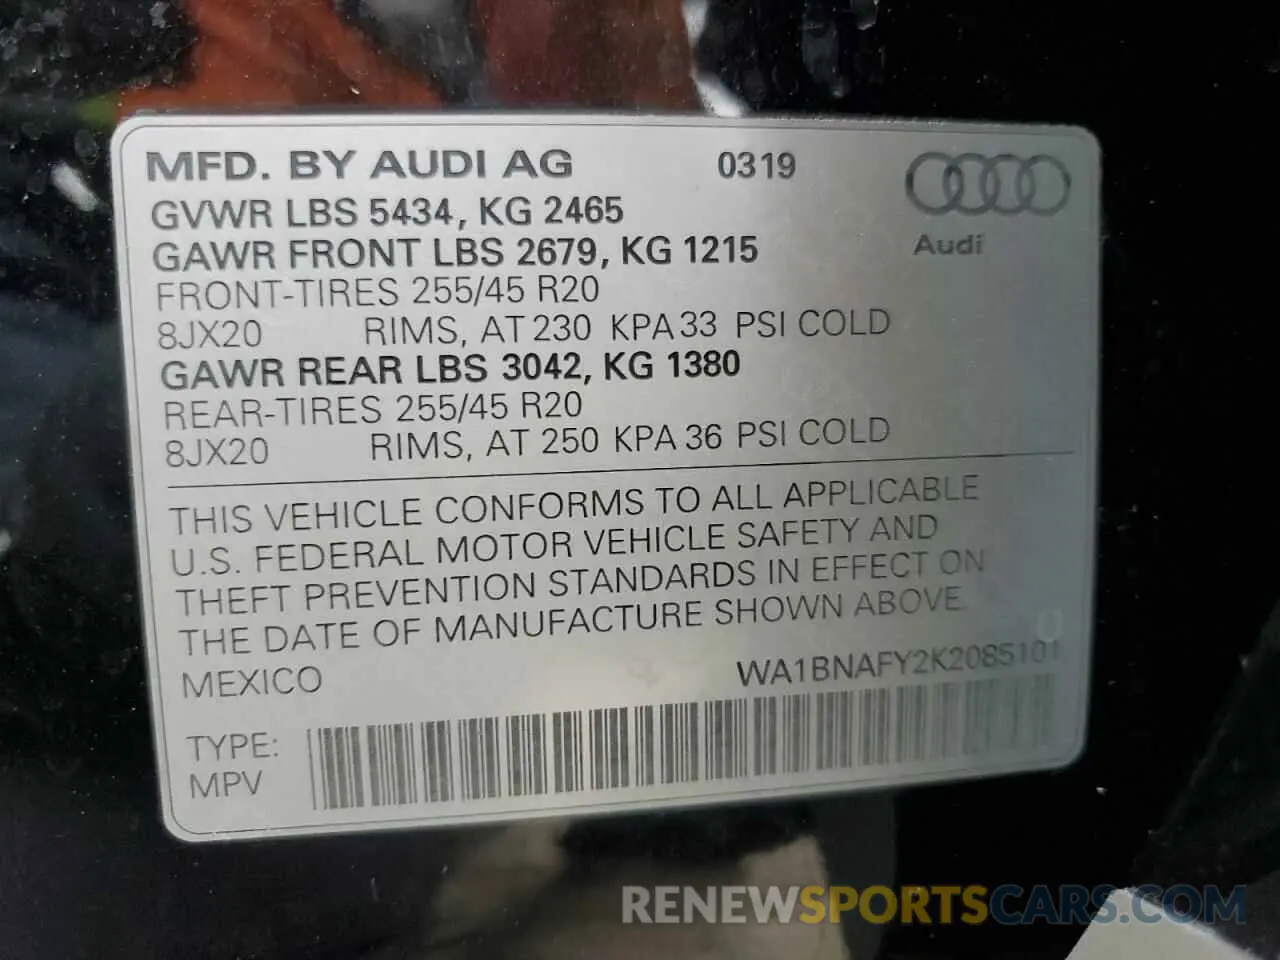 MFD. BY AUDI AG 0319
GVWR LBS 5434, KG 2465
GAWR FRONT LBS 2679, KG 1215
Audi
FRONT-TIRES 255/45 R20
8JX20 RIMS, AT 230 KPA 33 PSI COLD
GAWR REAR LBS 3042, KG 1380
REAR-TIRES 255/45 R20
8JX20 RIMS, AT 250 KPA 36 PSI COLD
THIS VEHICLE CONFORMS TO ALL APPLICABLE
U.S. FEDERAL MOTOR VEHICLE SAFETY AND
THEFT PREVENTION STANDARDS IN EFFECT ON
THE DATE OF MANUFACTURE SHOWN ABOVE.
MEXICO WA1BNAFY2K2085101
TYPE:
MPV
RENEWSPORTSCARS.COM